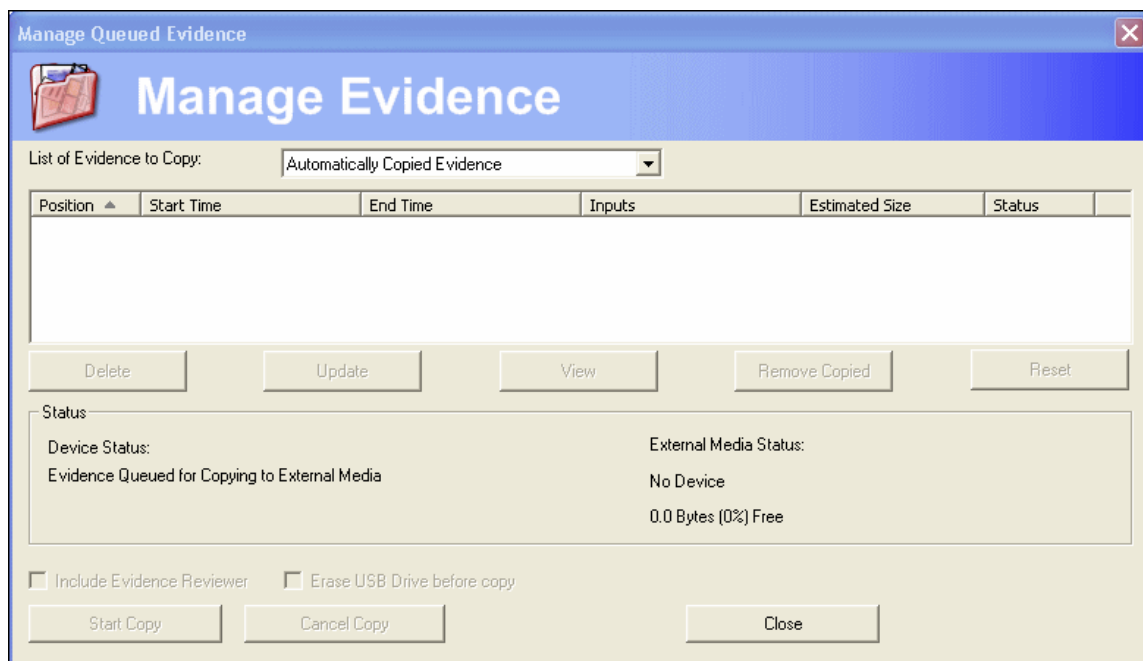 Manage Queued Evidence
Manage Evidence
List of Evidence to Copy: Automatically Copied Evidence
Position Start Time End Time Inputs Estimated Size Status
Delete Update View Remove Copied Reset
Status
Device Status: External Media Status:
Evidence Queued for Copying to External Media No Device
0.0 Bytes (0%) Free
Include Evidence Reviewer Erase USB Drive before copy
Start Copy Cancel Copy Close